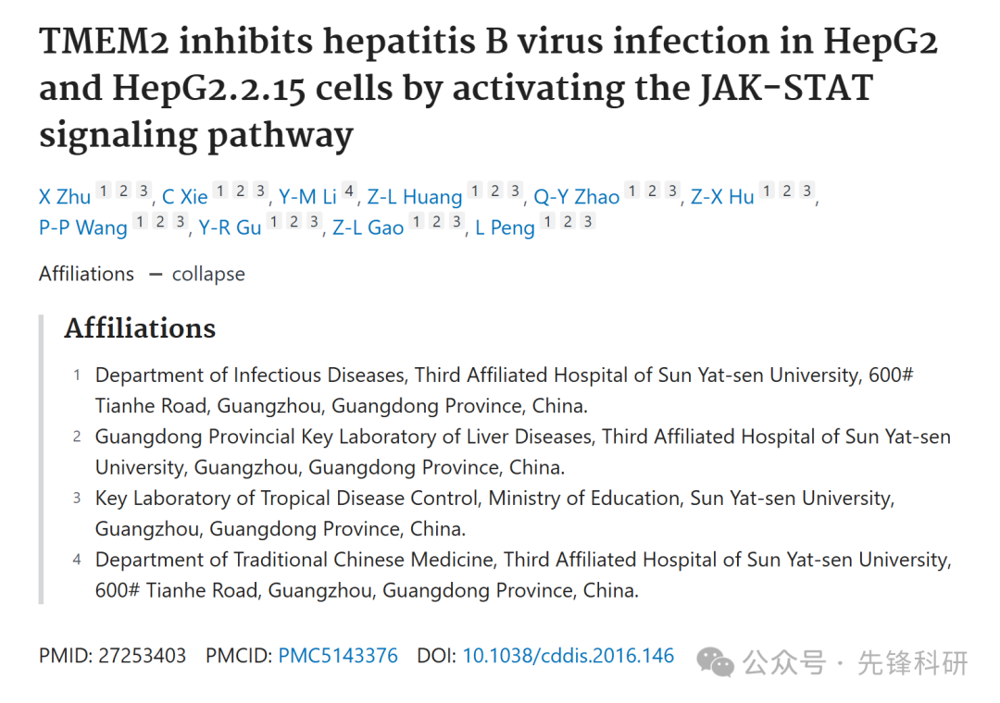 TMEM2 inhibits hepatitis B virus infection in HepG2
and HepG2.2.15 cells by activating the JAK-STAT
signaling pathway
X Zhu 1 2 3, C Xie 1 2 3, Y-M Li 4, Z-L Huang 1 2 3, Q-Y Zhao 1 2 3, Z-X Hu 1 2 3,
P-P Wang 1 2 3, Y-R Gu 1 2 3, Z-L Gao 1 2 3, L Peng 1 2 3
Affiliations − collapse
Affiliations
1 Department of Infectious Diseases, Third Affiliated Hospital of Sun Yat-sen University, 600#
Tianhe Road, Guangzhou, Guangdong Province, China.
2 Guangdong Provincial Key Laboratory of Liver Diseases, Third Affiliated Hospital of Sun Yat-sen
University, Guangzhou, Guangdong Province, China.
3 Key Laboratory of Tropical Disease Control, Ministry of Education, Sun Yat-sen University,
Guangzhou, Guangdong Province, China.
4 Department of Traditional Chinese Medicine, Third Affiliated Hospital of Sun Yat-sen University,
600# Tianhe Road, Guangzhou, Guangdong Province, China.
PMID: 27253403 PMCID: PMC5143376 DOI: 10.1038/cddis.2016.146
公众号 · 先锋科研